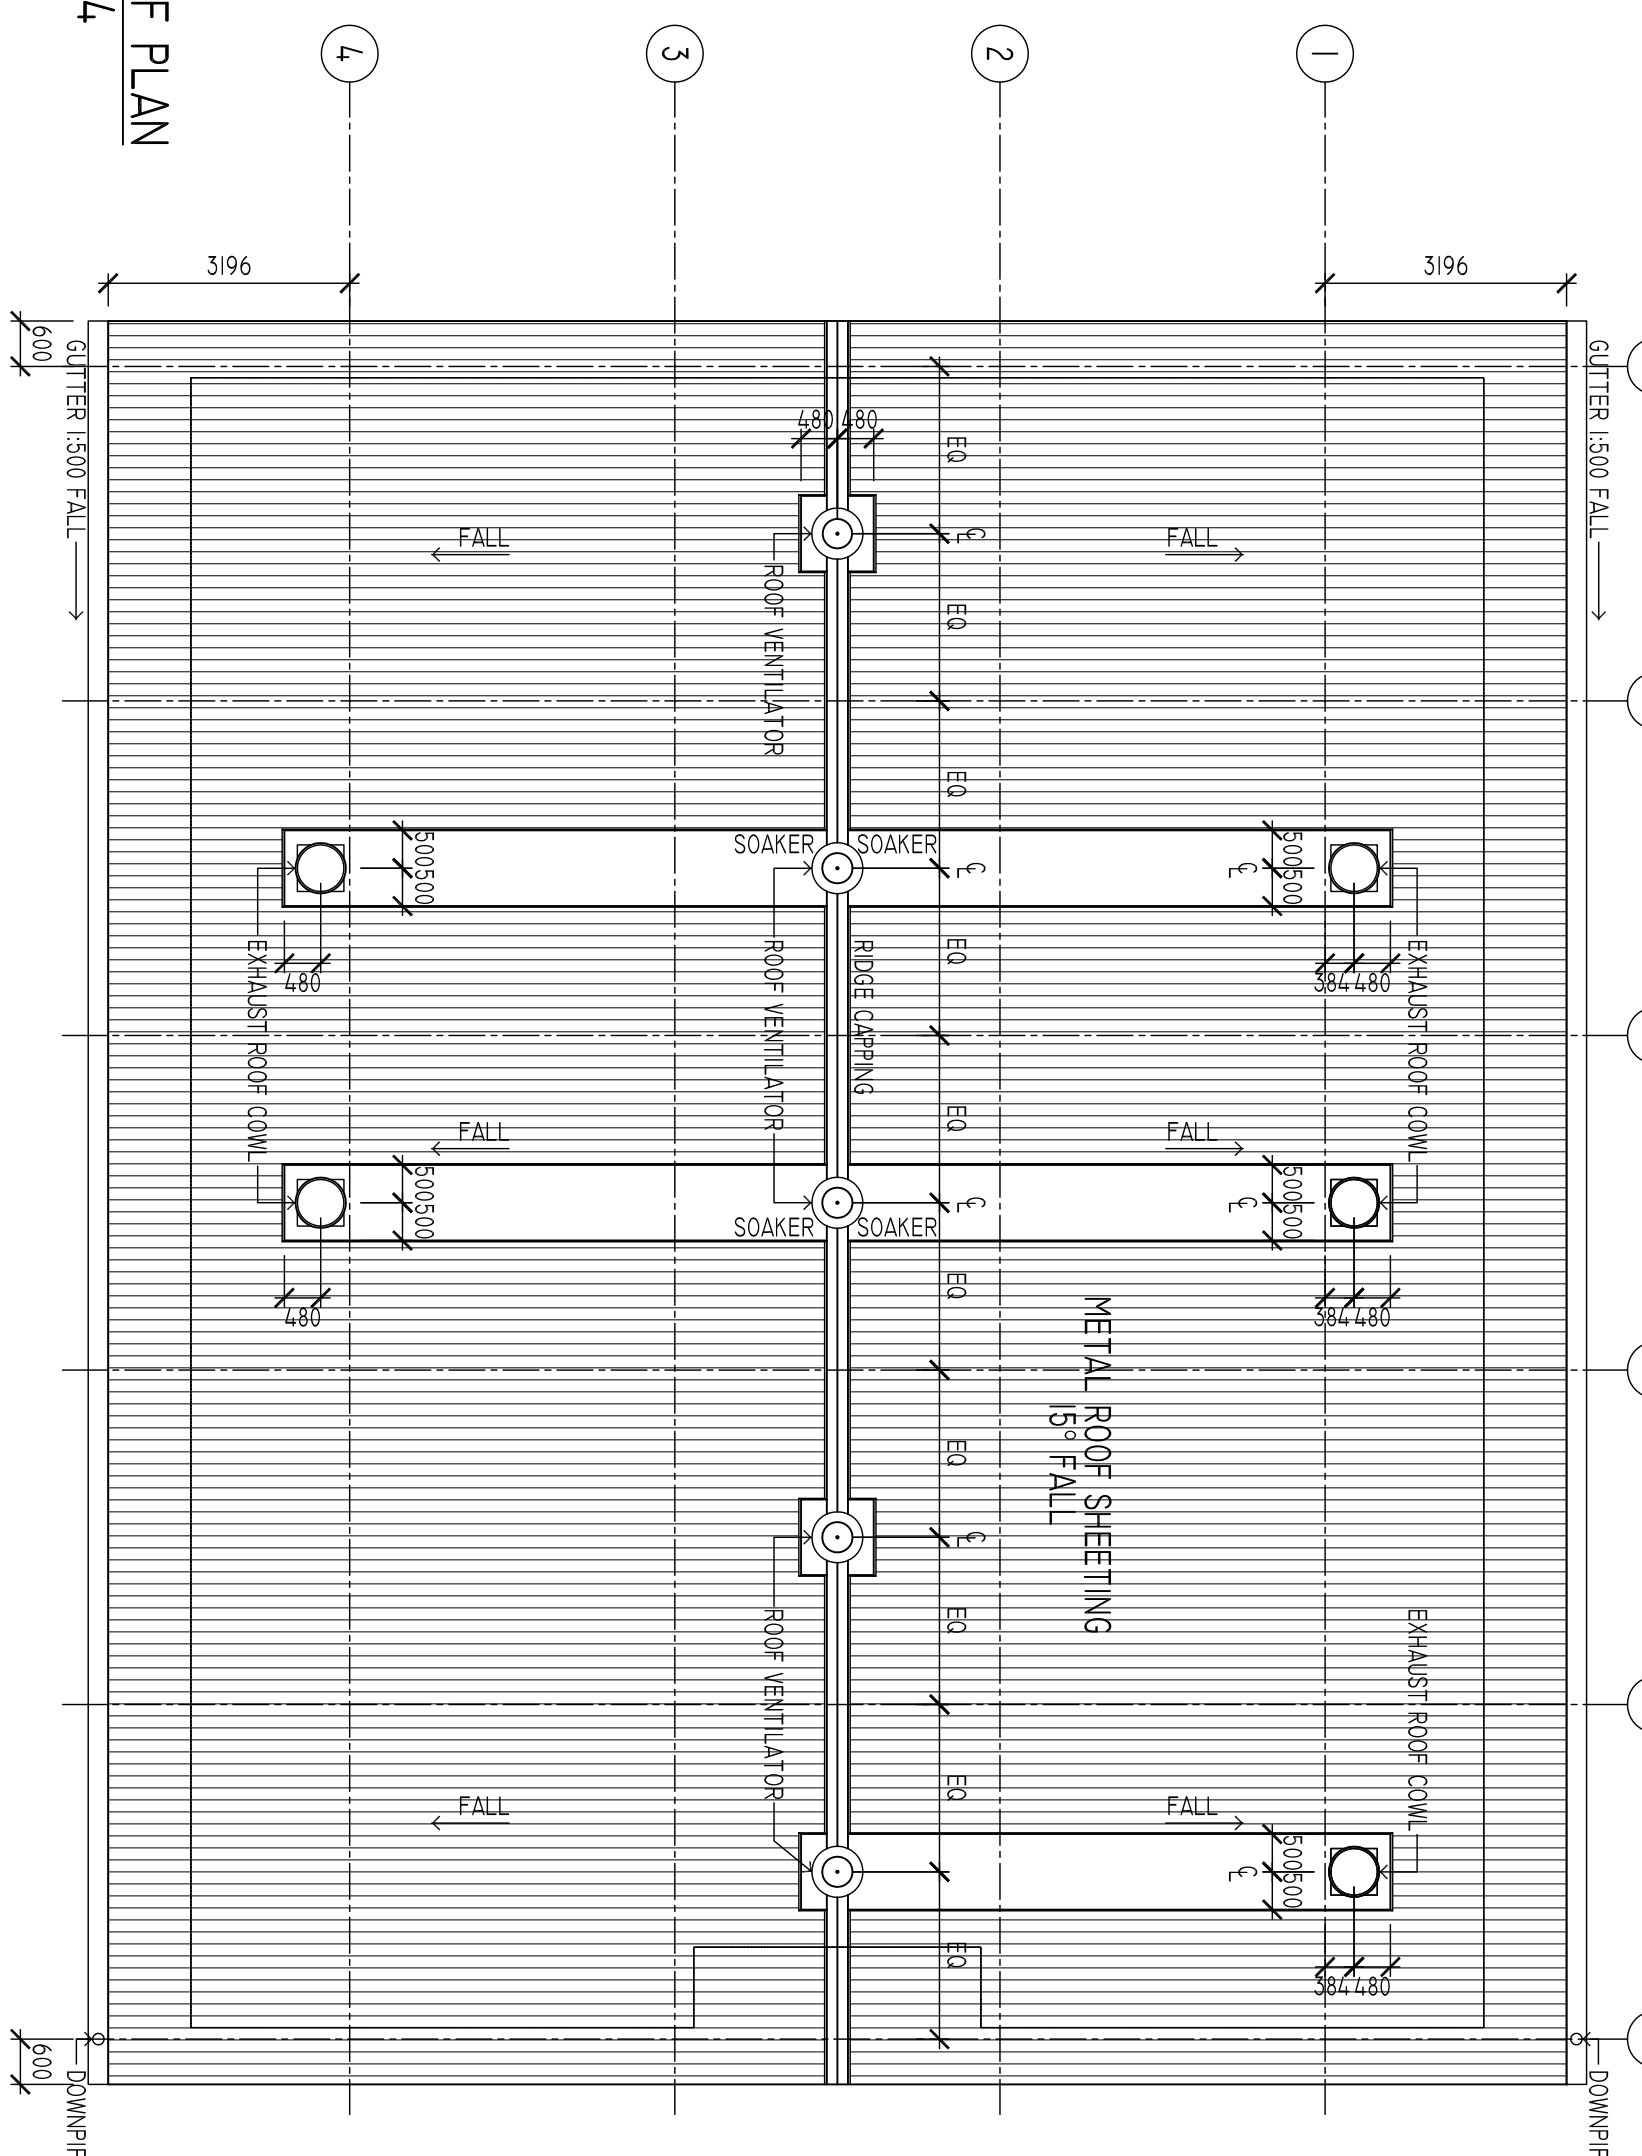 F PLAN
4
4
3
2
1
3196
3196
600
GUTTER 1:500 FALL
GUTTER 1:500 FALL
480
480
EQ
FALL
FALL
ROOF VENTILATOR
℄
EQ
EQ
SOAKER
SOAKER
500
500
500
500
℄
℄
480
384
480
EXHAUST ROOF COWL
ROOF VENTILATOR
RIDGE CAPPING
EQ
EXHAUST ROOF COWL
EQ
FALL
FALL
500
500
500
500
℄
℄
SOAKER
SOAKER
480
EQ
384
480
METAL ROOF SHEETING
15° FALL
EQ
℄
ROOF VENTILATOR
EQ
EXHAUST ROOF COWL
EQ
FALL
FALL
500
500
℄
EQ
384
480
600
DOWNPI
DOWNPI